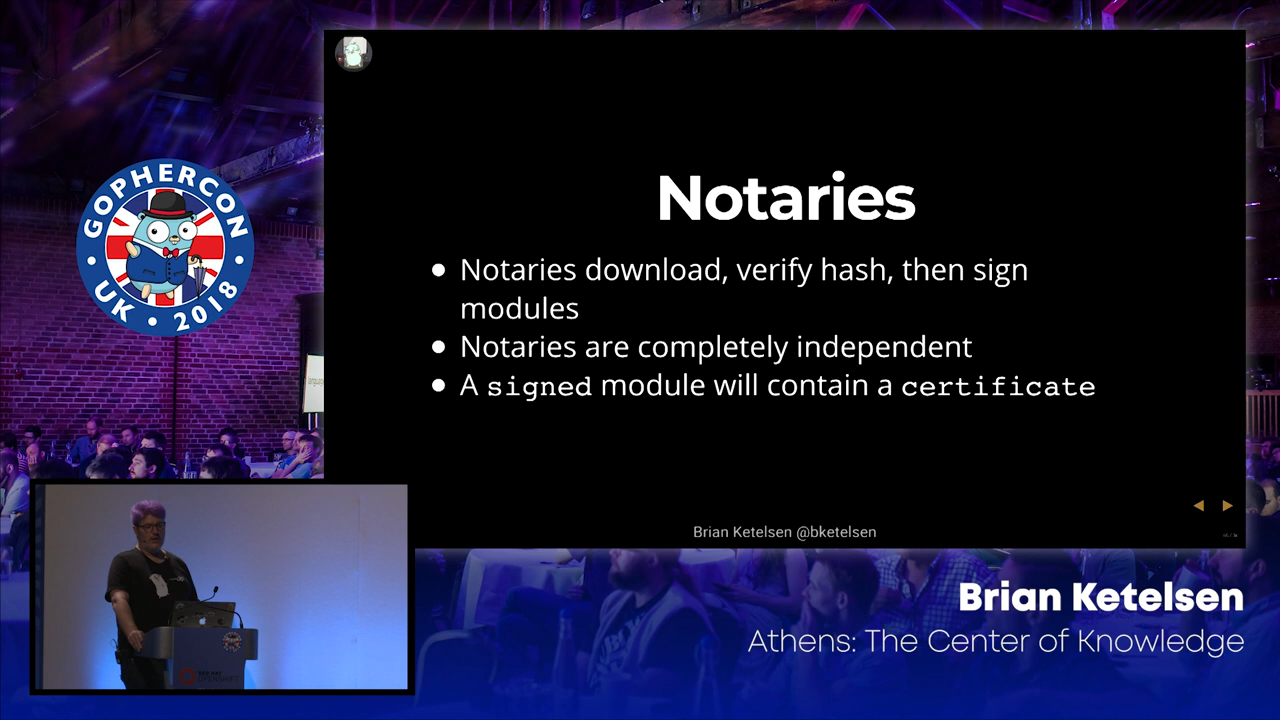 GOPHERCON
UK • 2018
Notaries
Notaries download, verify hash, then sign
modules
Notaries are completely independent
A signed module will contain a certificate
Brian Ketelsen @bketelsen
Brian Ketelsen
Athens: The Center of Knowledge